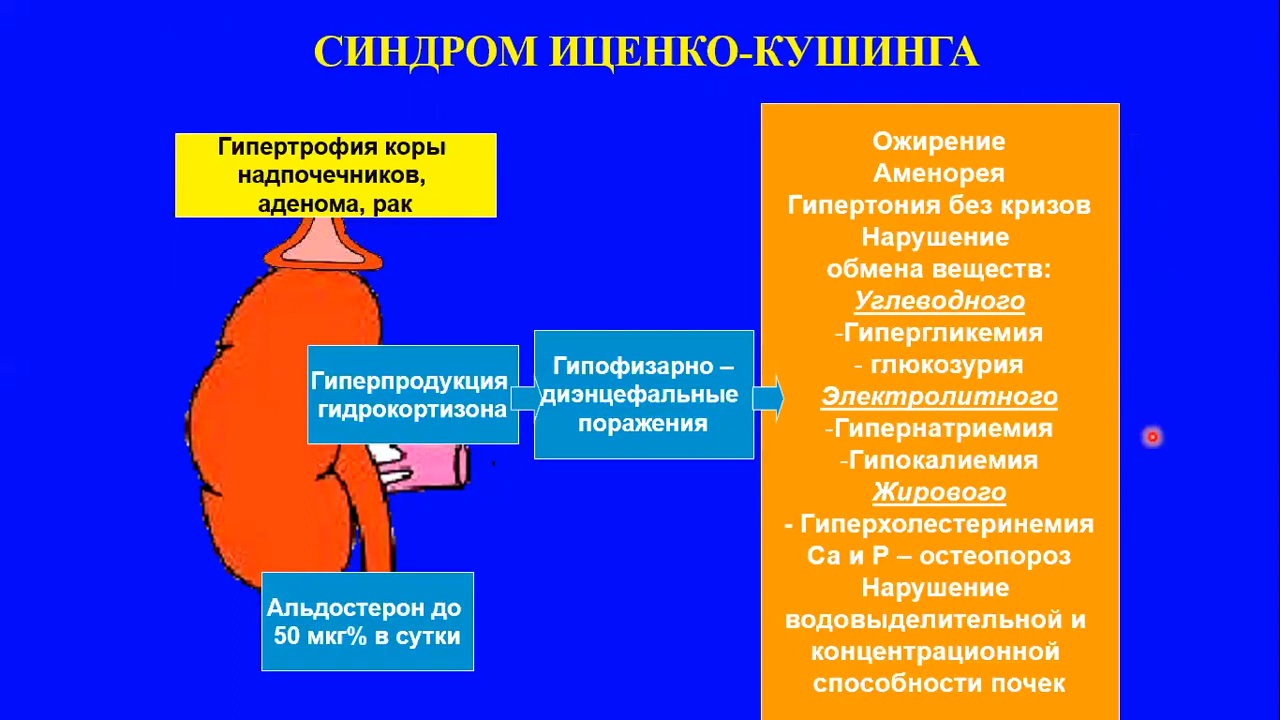 СИНДРОМ ИЦЕНКО-КУШИНГА
Гипертрофия коры
надпочечников,
аденома, рак
Гиперпродукция
гидрокортизона
Гипофизарно –
диэнцефальные
поражения
Альдостерон до
50 мкг% в сутки
Ожирение
Аменорея
Гипертония без кризов
Нарушение
обмена веществ:
Углеводного
-Гипергликемия
- глюкозурия
Электролитного
-Гипернатриемия
-Гипокалиемия
Жирового
- Гиперхолестеринемия
Са и Р – остеопороз
Нарушение
водовыделительной и
концентрационной
способности почек